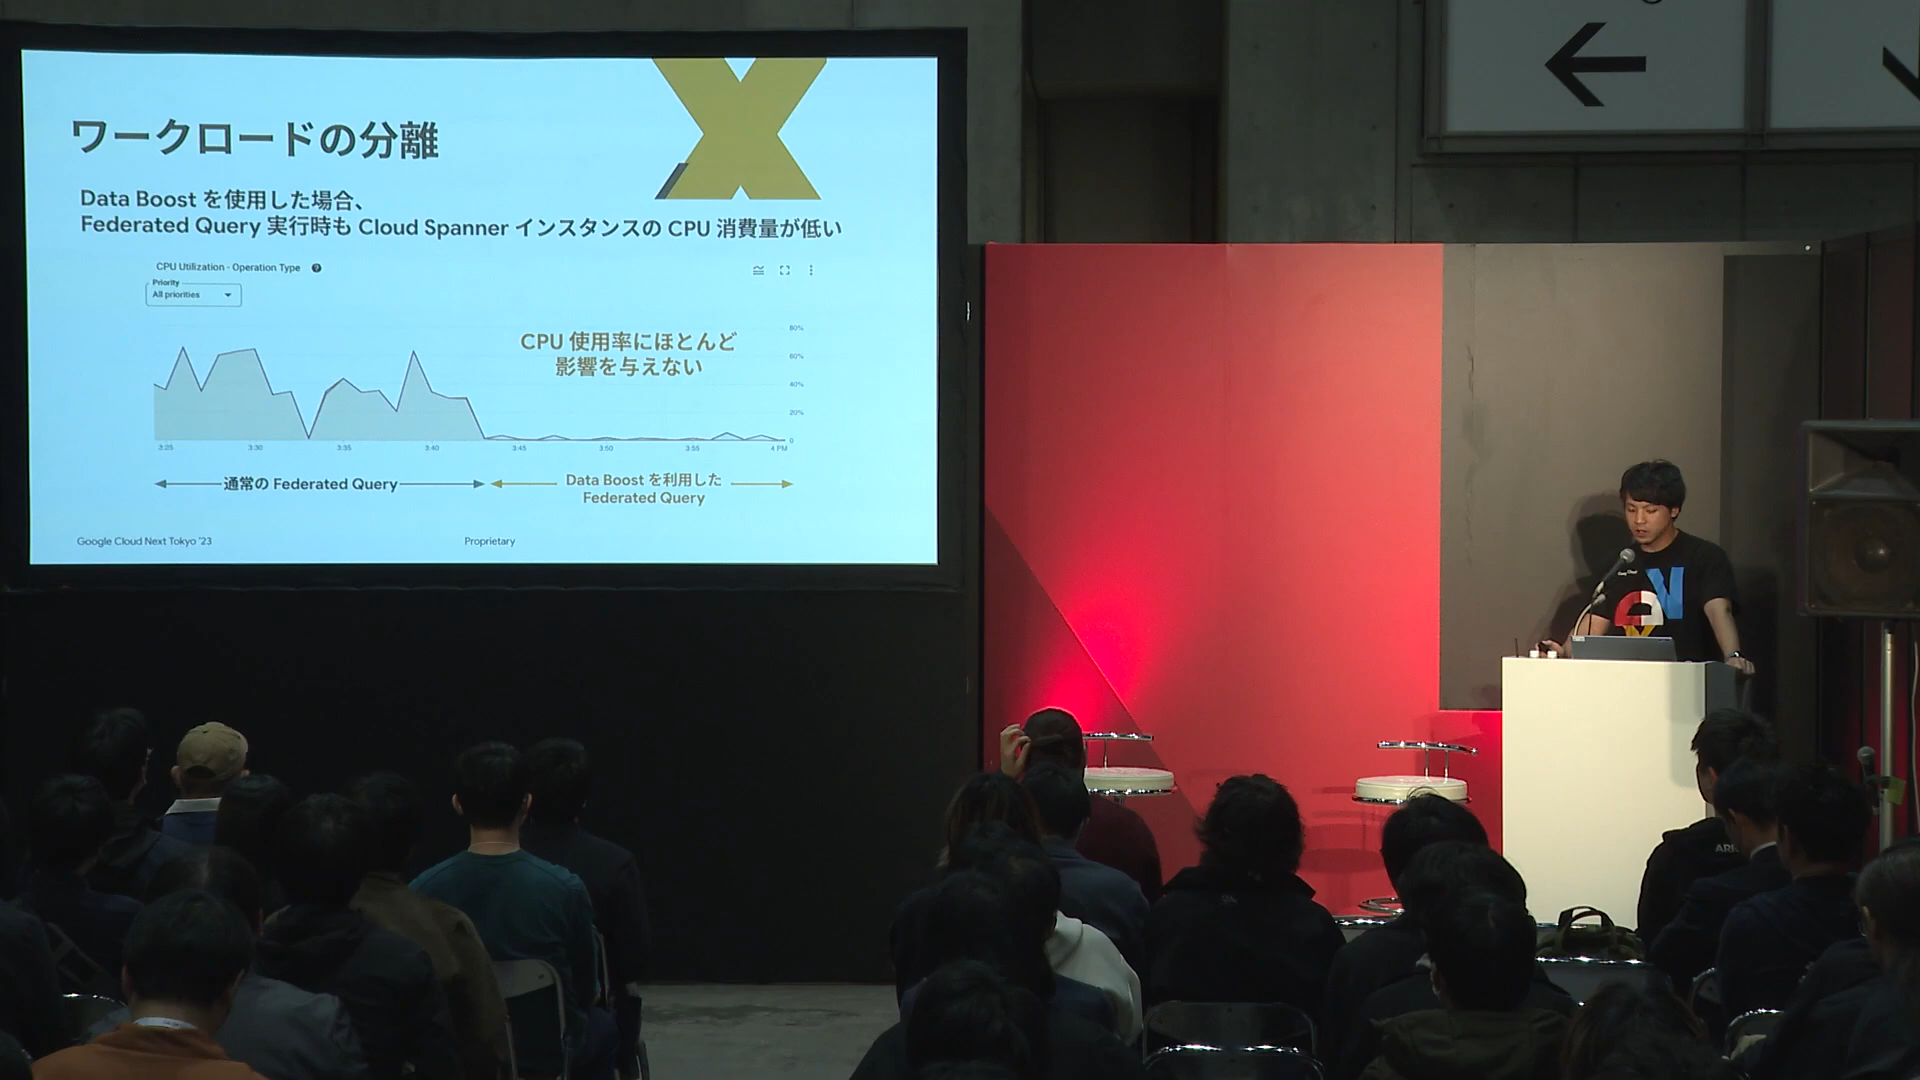 ワークロードの分離
Data Boost を使用した場合、
Federated Query 実行時も Cloud Spanner インスタンスの CPU 消費量が低い
CPU Utilization - Operation Type
Priority
All priorities
CPU 使用率にほとんど
影響を与えない
80%
60%
40%
20%
0
3:25 3:30 3:35 3:40 3:45 3:50 3:55 4 PM
通常の Federated Query
Data Boost を利用した
Federated Query
Google Cloud Next Tokyo '23
Proprietary